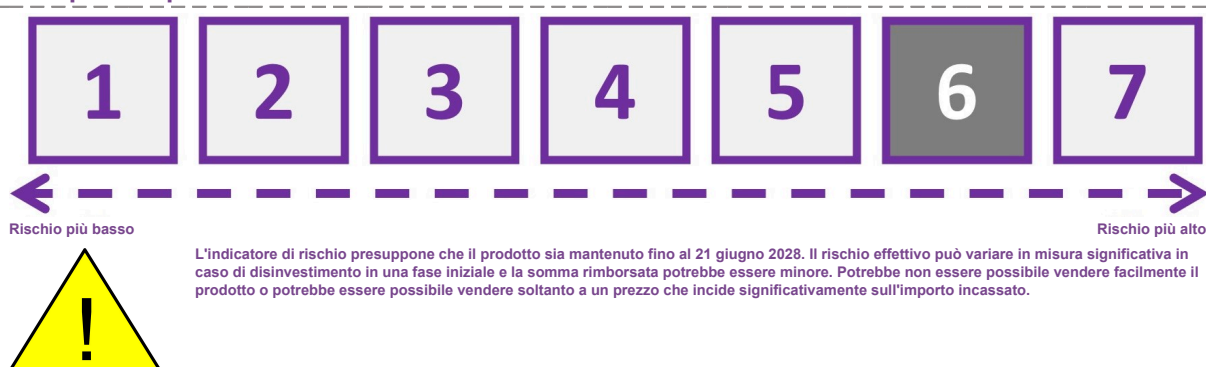 1 2 3 4 5 6 7
Rischio più basso Rischio più alto
L'indicatore di rischio presuppone che il prodotto sia mantenuto fino al 21 giugno 2028. Il rischio effettivo può variare in misura significativa in
caso di disinvestimento in una fase iniziale e la somma rimborsata potrebbe essere minore. Potrebbe non essere possibile vendere facilmente il
prodotto o potrebbe essere possibile vendere soltanto a un prezzo che incide significativamente sull'importo incassato.
!